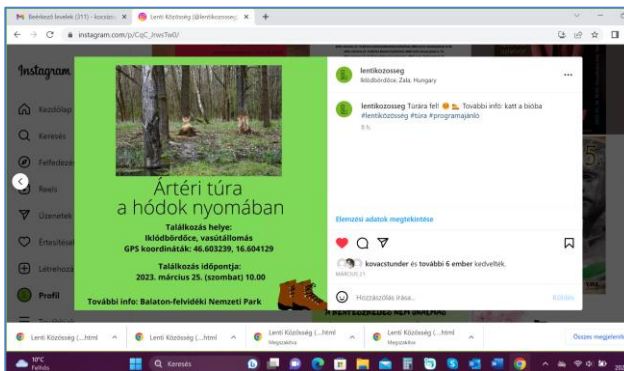 Beérkező levelek (311) - kocsisu
Lenti Közösség (@lentikozosseg
instagram.com/p/CqC_JrwsTw0/
Instagram
Kezdőlap
Keresés
Felfedezés
Reels
Üzenetek
Értesítések
Létrehozás
Profil
Ártéri túra
a hódok nyomában
Találkozás helye:
Iklódbördőce, vasútállomás
GPS koordináták: 46.603239, 16.604129
Találkozás időpontja:
2023. március 25. (szombat) 10.00
További info: Balaton-felvidéki Nemzeti Park
lentikozosseg
Iklódbördőce, Zala, Hungary
lentikozosseg Túrára fel! További infó: katt a bióba
#lentiközösség #túra #programajánló
Elemzési adatok megtekintése
kovacstunder és további 6 ember kedvelték.
MÁRCIUS 21
Hozzászólás írása...
Közzététel
Lenti Közösség (....html
Lenti Közösség (....html
Lenti Közösség (....html
Megszakítva
Lenti Közösség (....html
Megszakítva
Összes megjelenítése
10°C
Felhős
Keresés